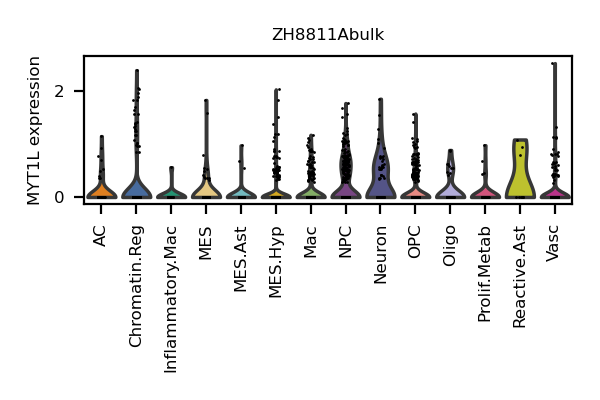 ZH8811Abulk
MYT1L expression
2
0
AC
Chromatin.Reg
Inflammatory.Mac
MES
MES.Ast
MES.Hyp
Mac
NPC
Neuron
OPC
Oligo
Prolif.Metab
Reactive.Ast
Vasc